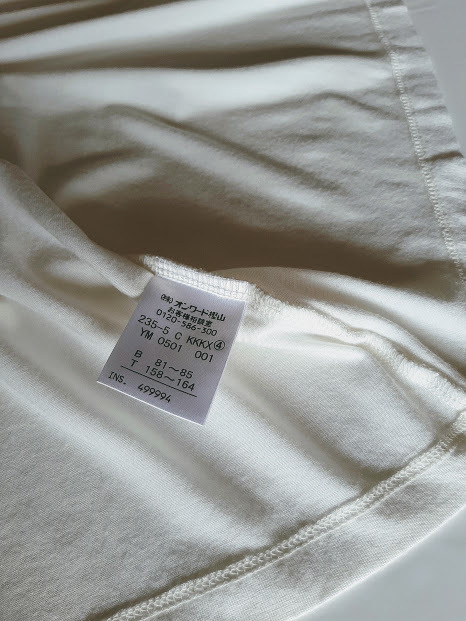 ㈱オンワード樫山
お客様相談室
0120-586-300
235-5 C KKKX④
YM 0501 001
B 81～85
T 158～164
INS. 499994